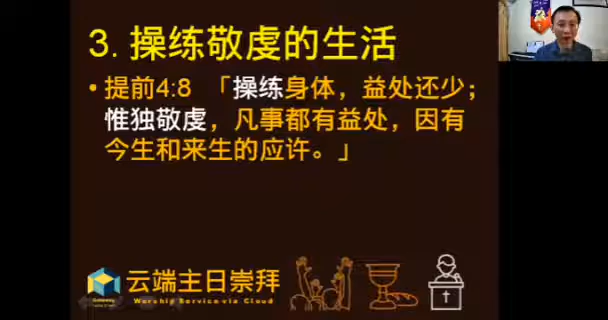 3. 操练敬虔的生活
• 提前4:8 「操练身体，益处还少；
惟独敬虔，凡事都有益处，因有
今生和来生的应许。」
云端主日崇拜
Worship Service via Cloud